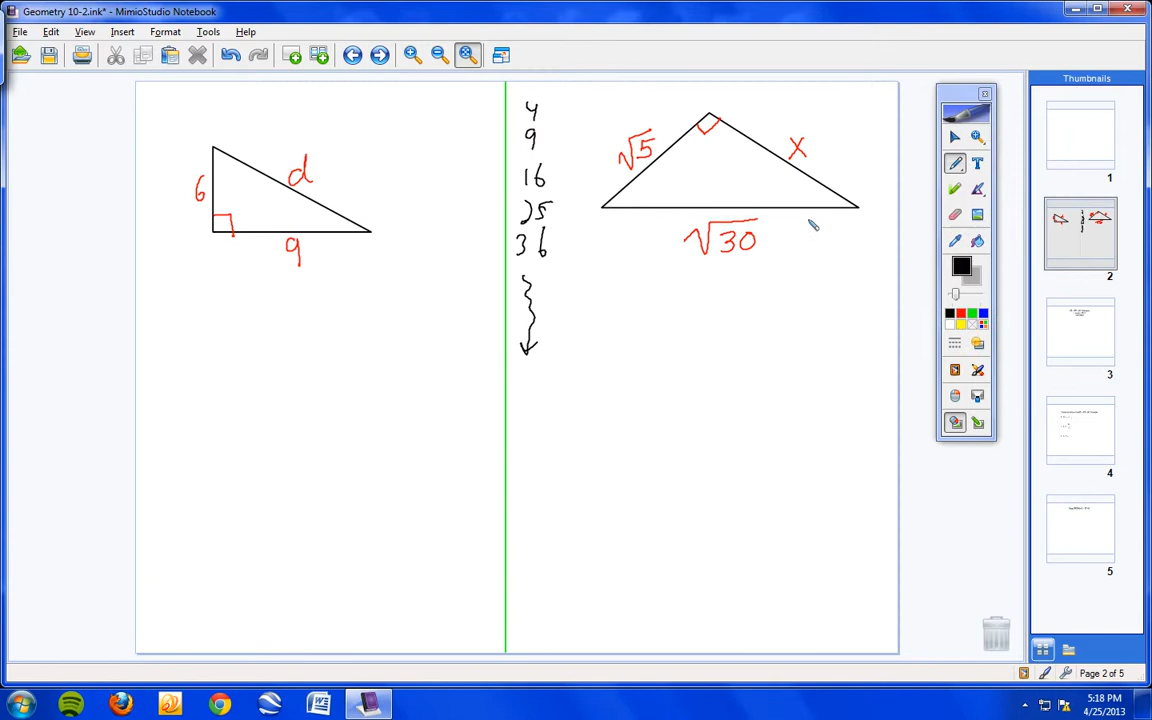 Geometry 10-2.ink* - MimioStudio Notebook
File Edit View Insert Format Tools Help
6
d
9
4
9
16
25
36
√5
x
√30
T
Thumbnails
1
2
3
4
5
Page 2 of 5
W
5:18 PM
4/25/2013